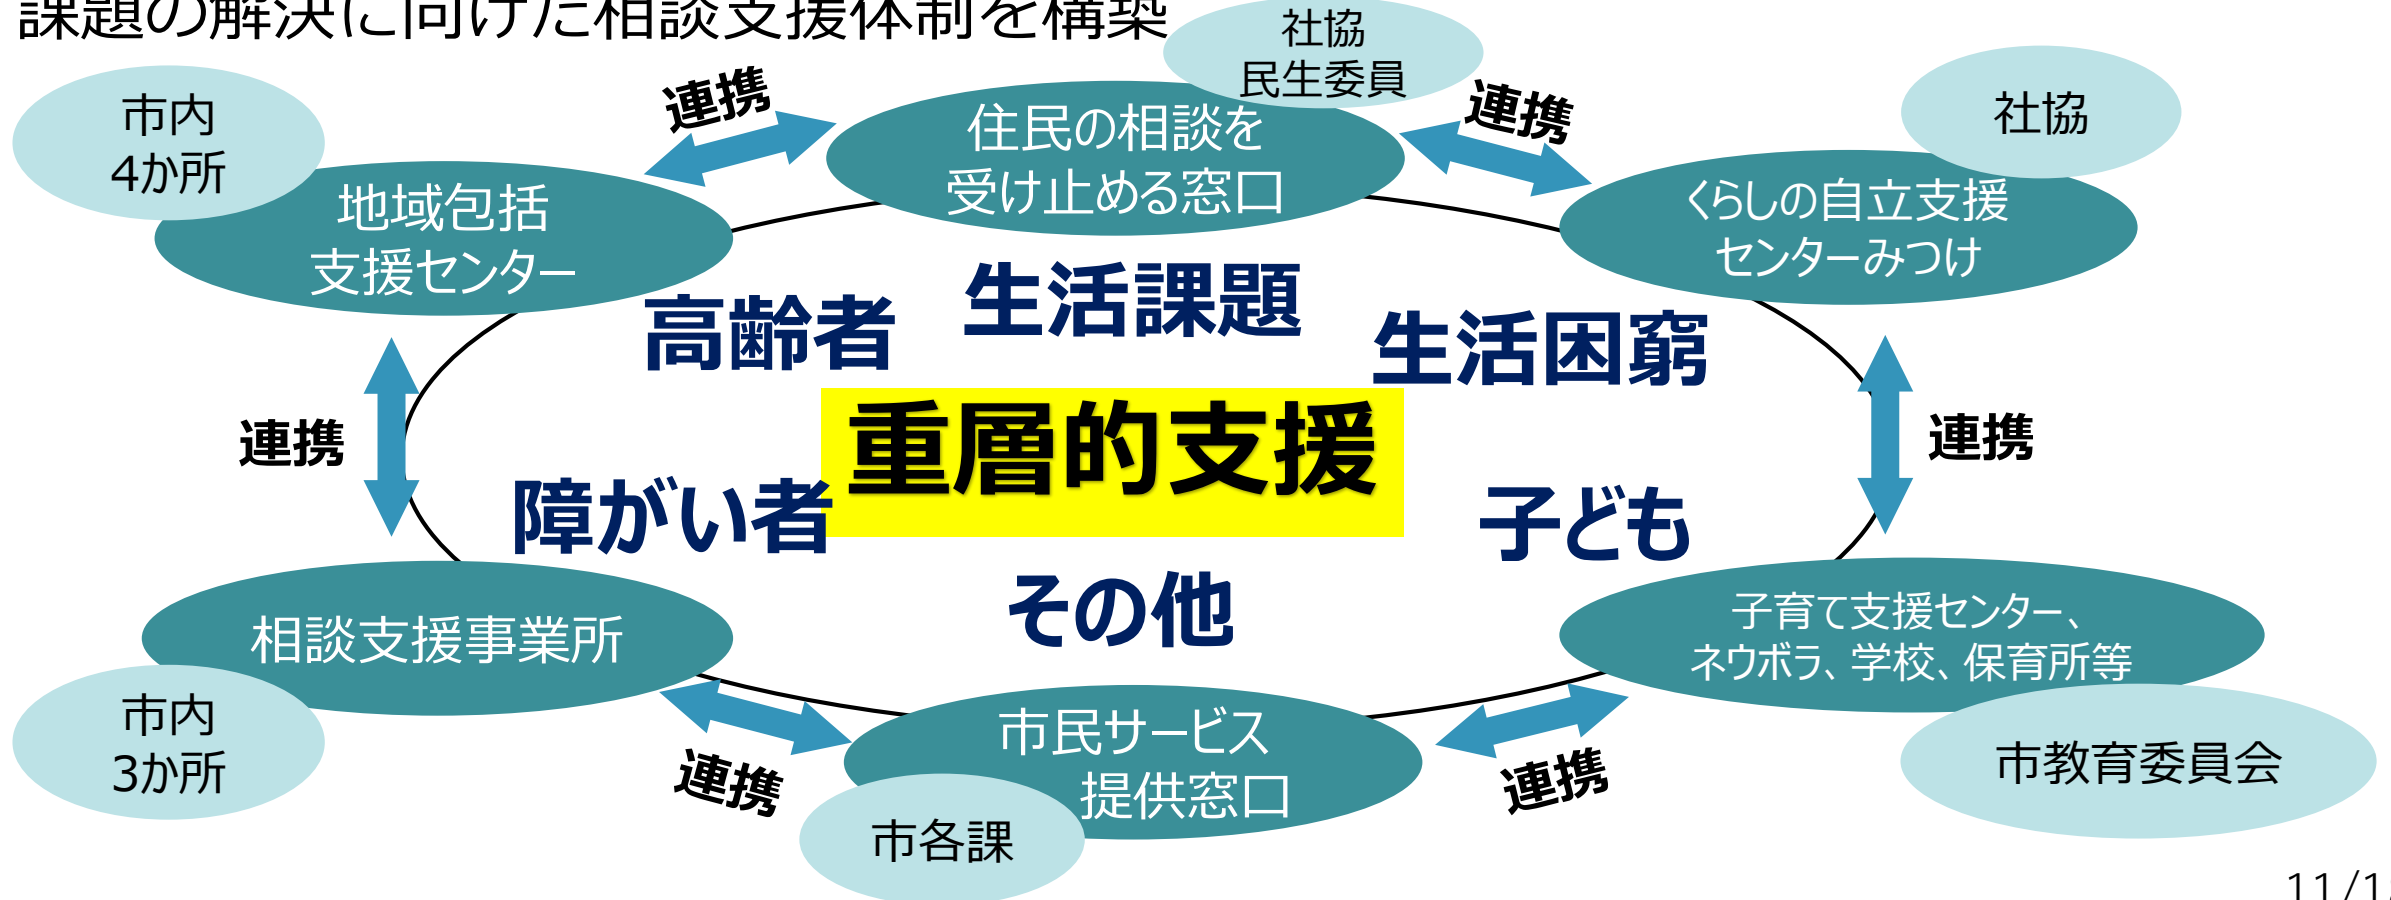 課題の解決に向けた相談支援体制を構築
社協
民生委員
市内
4か所
連携
住民の相談を
受け止める窓口
連携
社協
地域包括
支援センター
くらしの自立支援
センターみつけ
高齢者
生活課題
生活困窮
連携
重層的支援
連携
障がい者
子ども
その他
相談支援事業所
子育て支援センター、
ネウボラ、学校、保育所等
市内
3か所
連携
市民サービス
提供窓口
連携
市教育委員会
市各課